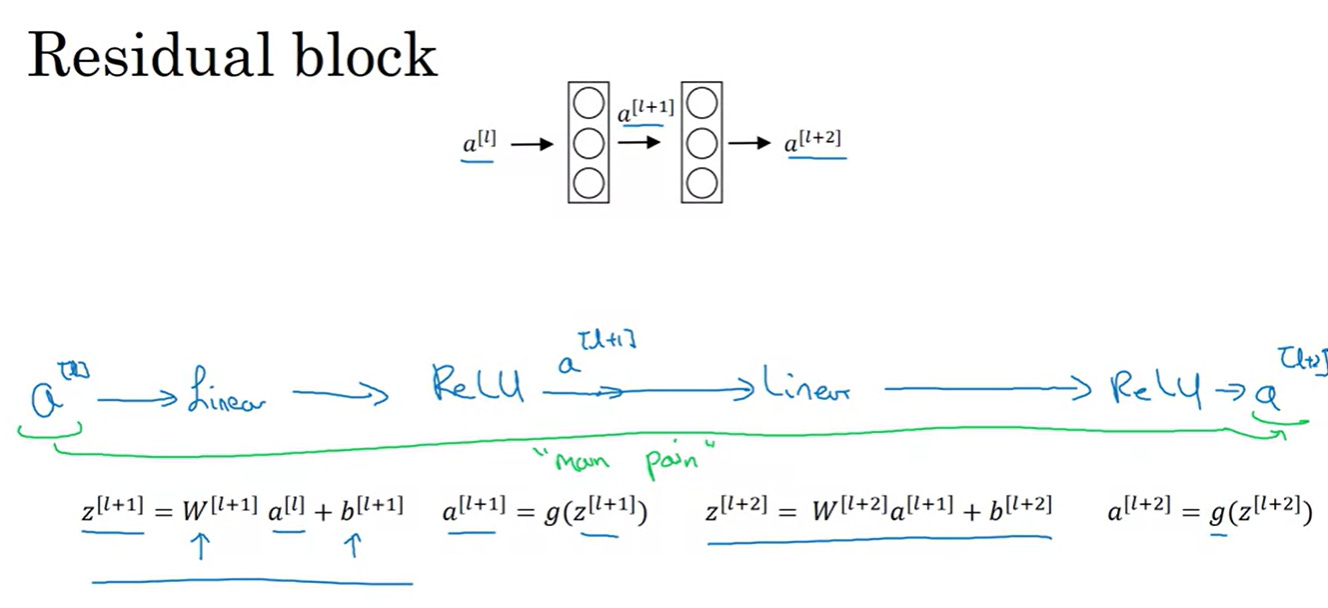 Residual block
a[l] → a[l+1] → → a[l+2]
a[l] → Linear → ReLU a[l+1] → Linear → ReLU → a[l+2]
"main pain"
z[l+1] = W[l+1] a[l] + b[l+1] a[l+1] = g(z[l+1]) z[l+2] = W[l+2]a[l+1] + b[l+2] a[l+2] = g(z[l+2])